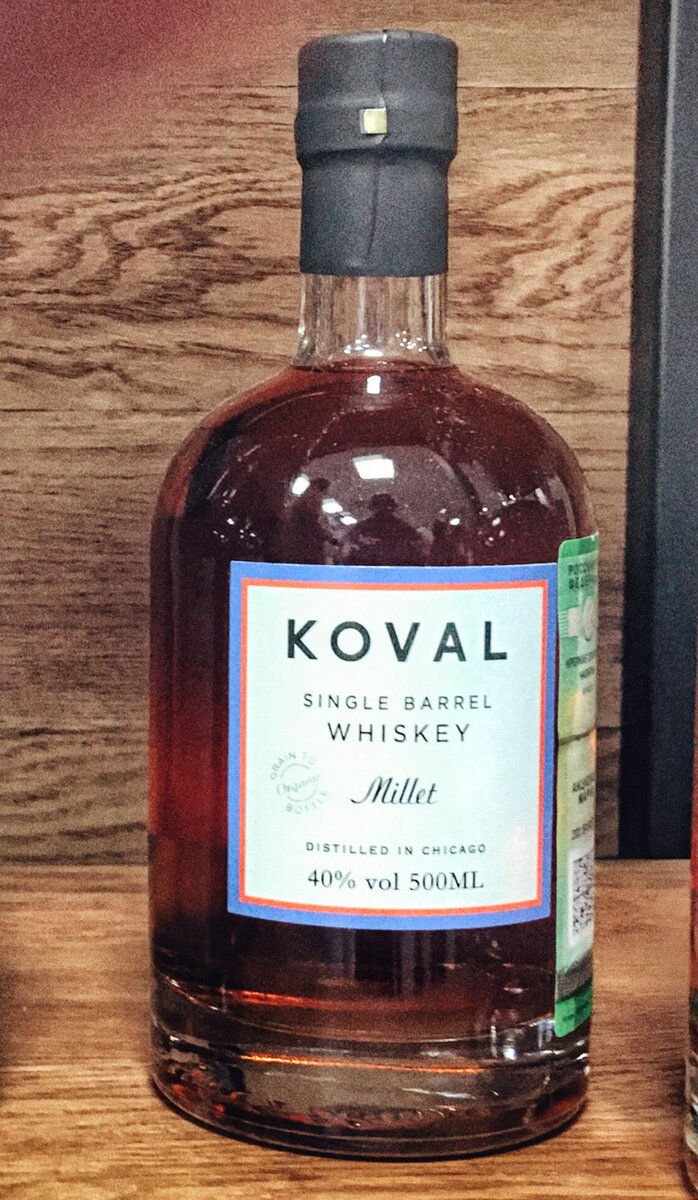 KOVAL
SINGLE BARREL
WHISKEY
GRAIN TO
Organic
BOTTLE
Millet
DISTILLED IN CHICAGO
40% vol 500ML